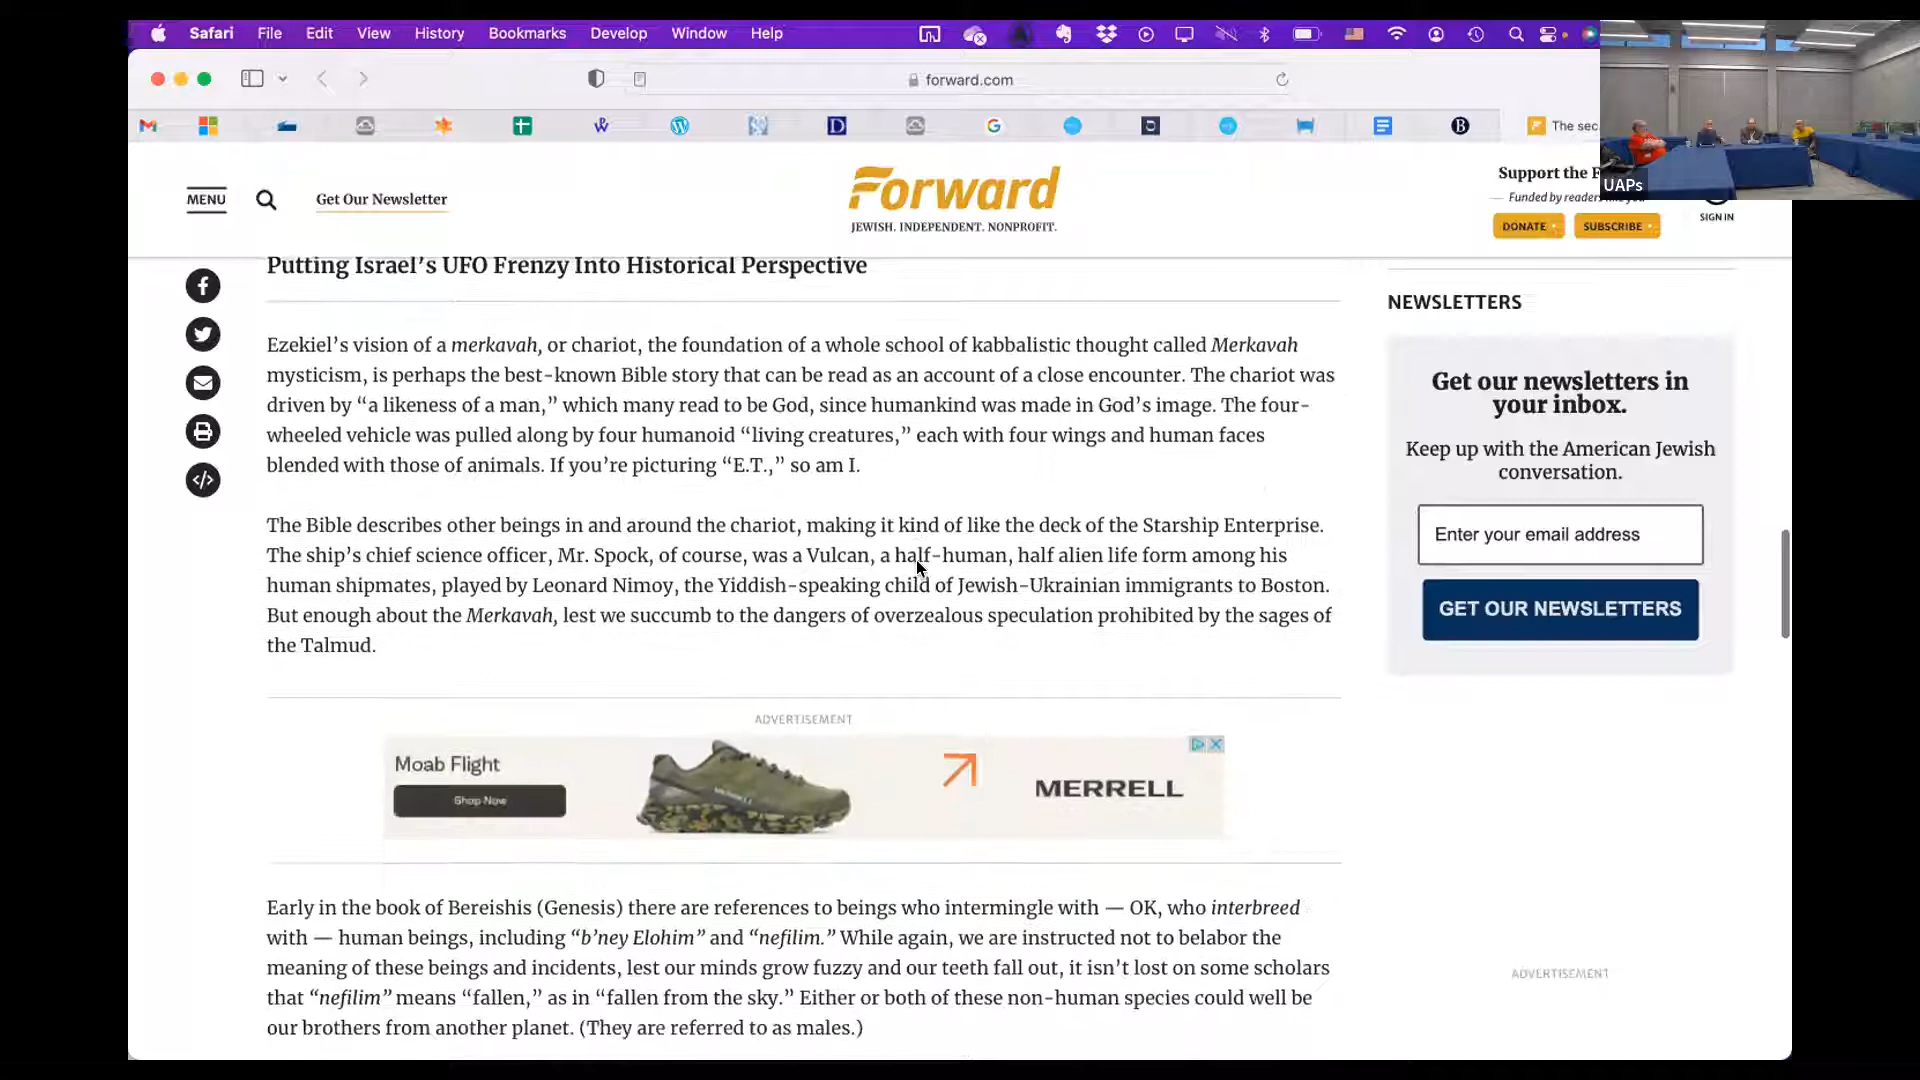 Safari File Edit View History Bookmarks Develop Window Help
forward.com
The sec
MENU
Get Our Newsletter
Forward
JEWISH. INDEPENDENT. NONPROFIT.
Support the F
Funded by readers like you
DONATE
SUBSCRIBE
SIGN IN
UAPs
Putting Israel’s UFO Frenzy Into Historical Perspective
Ezekiel’s vision of a merkavah, or chariot, the foundation of a whole school of kabbalistic thought called Merkavah
mysticism, is perhaps the best-known Bible story that can be read as an account of a close encounter. The chariot was
driven by “a likeness of a man,” which many read to be God, since humankind was made in God’s image. The four-
wheeled vehicle was pulled along by four humanoid “living creatures,” each with four wings and human faces
blended with those of animals. If you’re picturing “E.T.,” so am I.
The Bible describes other beings in and around the chariot, making it kind of like the deck of the Starship Enterprise.
The ship’s chief science officer, Mr. Spock, of course, was a Vulcan, a half-human, half alien life form among his
human shipmates, played by Leonard Nimoy, the Yiddish-speaking child of Jewish-Ukrainian immigrants to Boston.
But enough about the Merkavah, lest we succumb to the dangers of overzealous speculation prohibited by the sages of
the Talmud.
ADVERTISEMENT
Moab Flight
Shop Now
MERRELL
Early in the book of Bereishis (Genesis) there are references to beings who intermingle with — OK, who interbreed
with — human beings, including “b’ney Elohim” and “nefilim.” While again, we are instructed not to belabor the
meaning of these beings and incidents, lest our minds grow fuzzy and our teeth fall out, it isn’t lost on some scholars
that “nefilim” means “fallen,” as in “fallen from the sky.” Either or both of these non-human species could well be
our brothers from another planet. (They are referred to as males.)
NEWSLETTERS
Get our newsletters in
your inbox.
Keep up with the American Jewish
conversation.
Enter your email address
GET OUR NEWSLETTERS
ADVERTISEMENT